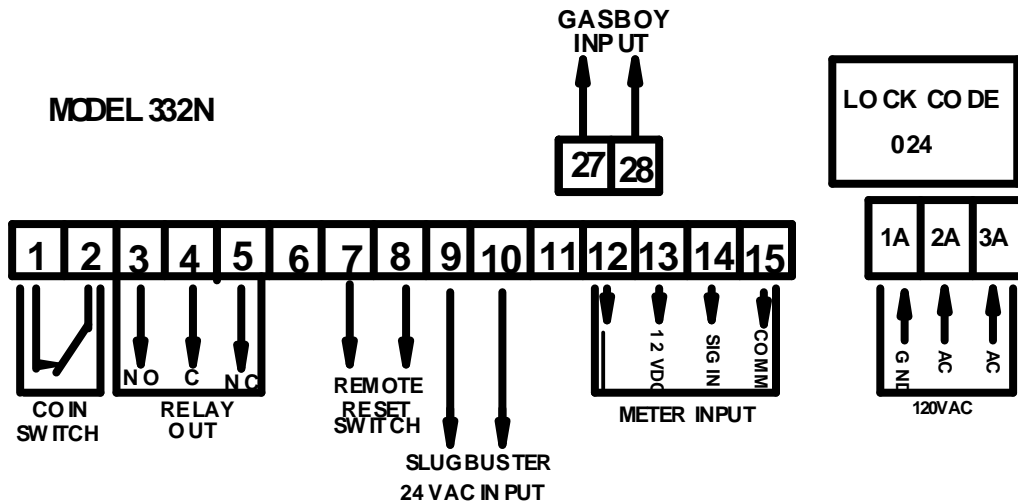 GASBOY
INPUT
MODEL 332N
LOCK CODE
024
27 28
1 2 3 4 5 6 7 8 9 10 11 12 13 14 15
1A 2A 3A
NO C NC
12 VDC
SIG IN
COMM
GND
AC
AC
COIN
SWITCH
RELAY
OUT
REMOTE
RESET
SWITCH
METER INPUT
120VAC
SLUGBUSTER
24 VAC INPUT